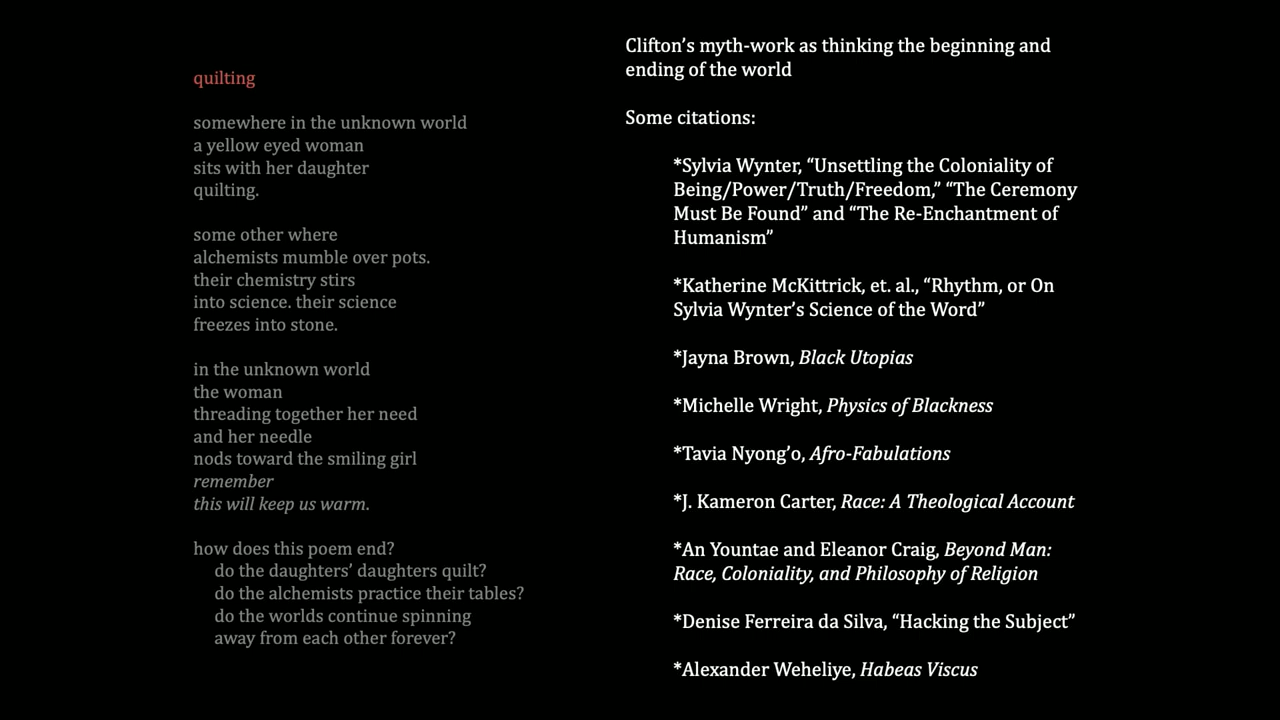 quilting
somewhere in the unknown world
a yellow eyed woman
sits with her daughter
quilting.
some other where
alchemists mumble over pots.
their chemistry stirs
into science. their science
freezes into stone.
in the unknown world
the woman
threading together her need
and her needle
nods toward the smiling girl
remember
this will keep us warm.
how does this poem end?
do the daughters’ daughters quilt?
do the alchemists practice their tables?
do the worlds continue spinning
away from each other forever?
Clifton’s myth-work as thinking the beginning and
ending of the world
Some citations:
*Sylvia Wynter, “Unsettling the Coloniality of
Being/Power/Truth/Freedom,” “The Ceremony
Must Be Found” and “The Re-Enchantment of
Humanism”
*Katherine McKittrick, et. al., “Rhythm, or On
Sylvia Wynter’s Science of the Word”
*Jayna Brown, Black Utopias
*Michelle Wright, Physics of Blackness
*Tavia Nyong’o, Afro-Fabulations
*J. Kameron Carter, Race: A Theological Account
*An Yountae and Eleanor Craig, Beyond Man:
Race, Coloniality, and Philosophy of Religion
*Denise Ferreira da Silva, “Hacking the Subject”
*Alexander Weheliye, Habeas Viscus